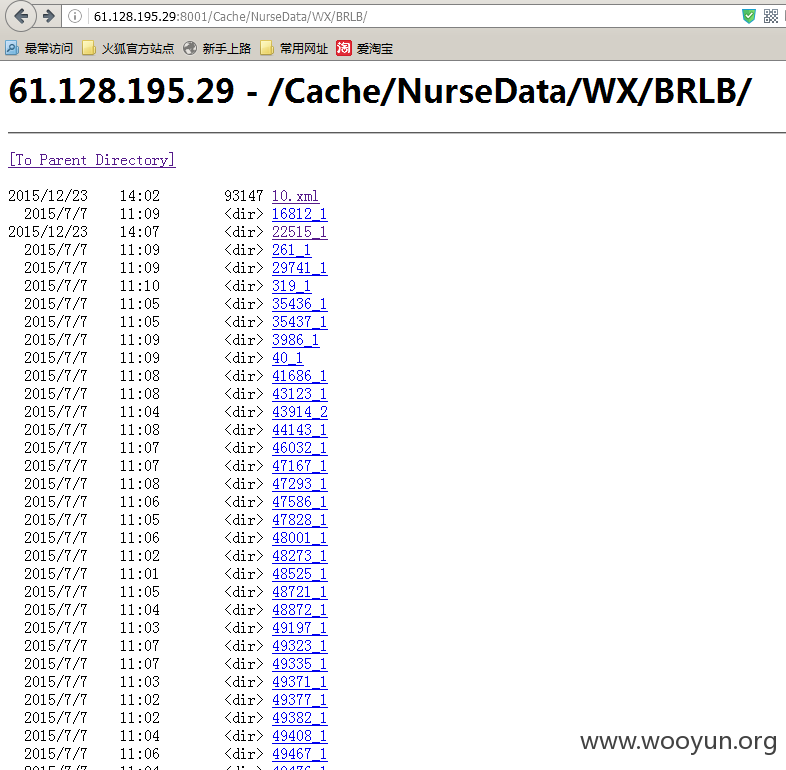 61.128.195.29:8001/Cache/NurseData/WX/BRLB/
最常访问 火狐官方站点 新手上路 常用网址 淘 爱淘宝
61.128.195.29 - /Cache/NurseData/WX/BRLB/
[To Parent Directory]
2015/12/23 14:02 93147 10.xml
2015/7/7 11:09 <dir> 16812_1
2015/12/23 14:07 <dir> 22515_1
2015/7/7 11:09 <dir> 261_1
2015/7/7 11:09 <dir> 29741_1
2015/7/7 11:10 <dir> 319_1
2015/7/7 11:05 <dir> 35436_1
2015/7/7 11:05 <dir> 35437_1
2015/7/7 11:09 <dir> 3986_1
2015/7/7 11:09 <dir> 40_1
2015/7/7 11:08 <dir> 41686_1
2015/7/7 11:08 <dir> 43123_1
2015/7/7 11:04 <dir> 43914_2
2015/7/7 11:08 <dir> 44143_1
2015/7/7 11:07 <dir> 46032_1
2015/7/7 11:07 <dir> 47167_1
2015/7/7 11:08 <dir> 47293_1
2015/7/7 11:06 <dir> 47586_1
2015/7/7 11:05 <dir> 47828_1
2015/7/7 11:06 <dir> 48001_1
2015/7/7 11:02 <dir> 48273_1
2015/7/7 11:01 <dir> 48525_1
2015/7/7 11:05 <dir> 48721_1
2015/7/7 11:04 <dir> 48872_1
2015/7/7 11:03 <dir> 49197_1
2015/7/7 11:07 <dir> 49323_1
2015/7/7 11:07 <dir> 49335_1
2015/7/7 11:03 <dir> 49371_1
2015/7/7 11:02 <dir> 49377_1
2015/7/7 11:02 <dir> 49382_1
2015/7/7 11:04 <dir> 49408_1
2015/7/7 11:06 <dir> 49467_1
www.wooyun.org